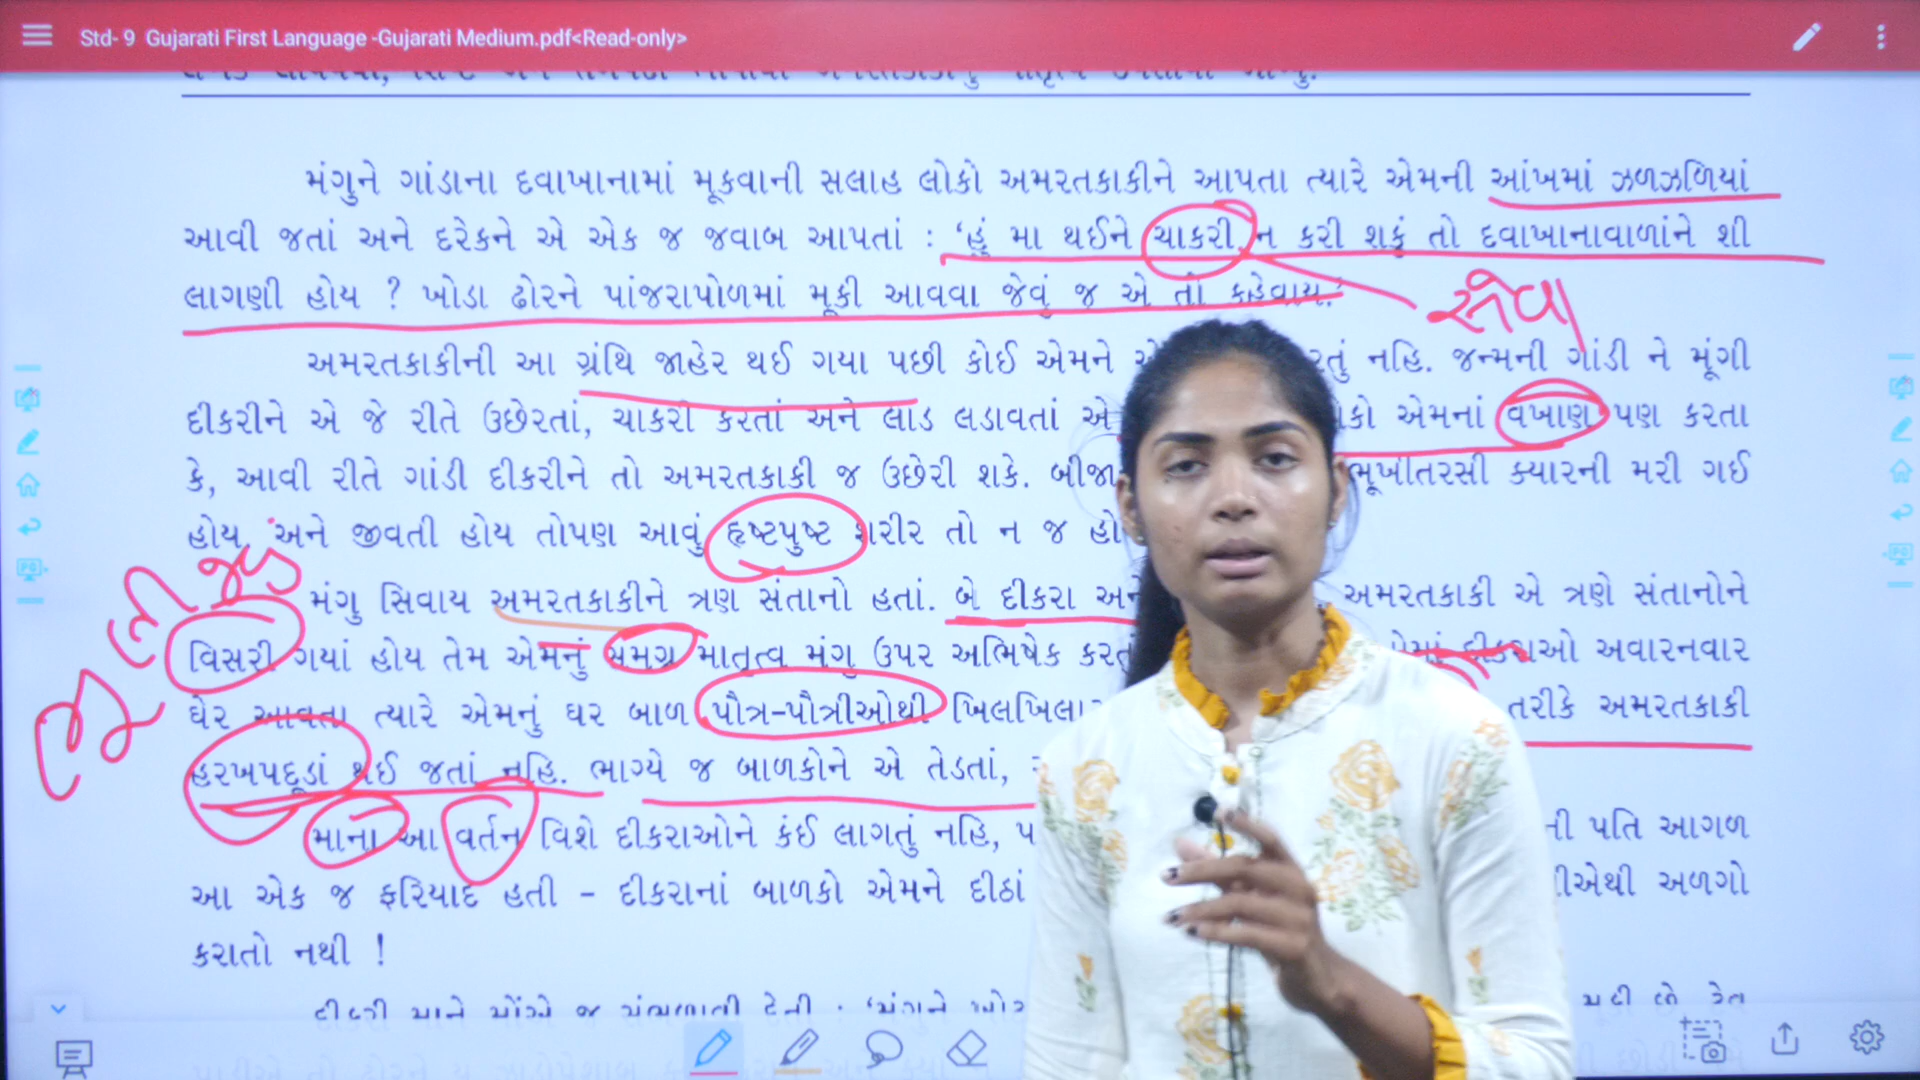 Std- 9 Gujarati First Language -Gujarati Medium.pdf<Read-only>
મંગુને ગાંડાના દવાખાનામાં મૂકવાની સલાહ લોકો અમરતકાકીને આપતા ત્યારે એમની આંખમાં ઝળઝળિયાં
આવી જતાં અને દરેકને એ એક જ જવાબ આપતાં : ‘હું મા થઈને ચાકરી ન કરી શકું તો દવાખાનાવાળાંને શી
લાગણી હોય ? ખોડા ઢોરને પાંજરાપોળમાં મૂકી આવવા જેવું જ એ તો કહેવાય.’
સેવા
અમરતકાકીની આ ગ્રંથિ જાહેર થઈ ગયા પછી કોઈ એમને નહિ. જન્મની ગાંડી ને મૂંગી
દીકરીને એ જે રીતે ઉછેરતાં, ચાકરી કરતાં અને લાડ લડાવતાં એ એમનાં વખાણ પણ કરતા
કે, આવી રીતે ગાંડી દીકરીને તો અમરતકાકી જ ઉછેરી શકે. બીજા ભૂખીતરસી ક્યારની મરી ગઈ
હોય અને જીવતી હોય તોપણ આવું હૃષ્ટપુષ્ટ શરીર તો ન જ
મંગુ સિવાય અમરતકાકીને ત્રણ સંતાનો હતાં. બે દીકરા અને અમરતકાકી એ ત્રણે સંતાનોને
વિસરી ગયાં હોય તેમ એમનું સમગ્ર માતૃત્વ મંગુ ઉપર અભિષેક દીકરાઓ અવારનવાર
ઘેર આવતા ત્યારે એમનું ઘર બાળ પૌત્ર-પૌત્રીઓથી તરીકે અમરતકાકી
હરખપદૂડાં થઈ જતાં નહિ. ભાગ્યે જ બાળકોને એ તેડતાં,
માના આ વર્તન વિશે દીકરાઓને કંઈ લાગતું નહિ, પતિ આગળ
આ એક જ ફરિયાદ હતી – દીકરાનાં બાળકો એમને દીઠાં અળગો
કરાતો નથી !